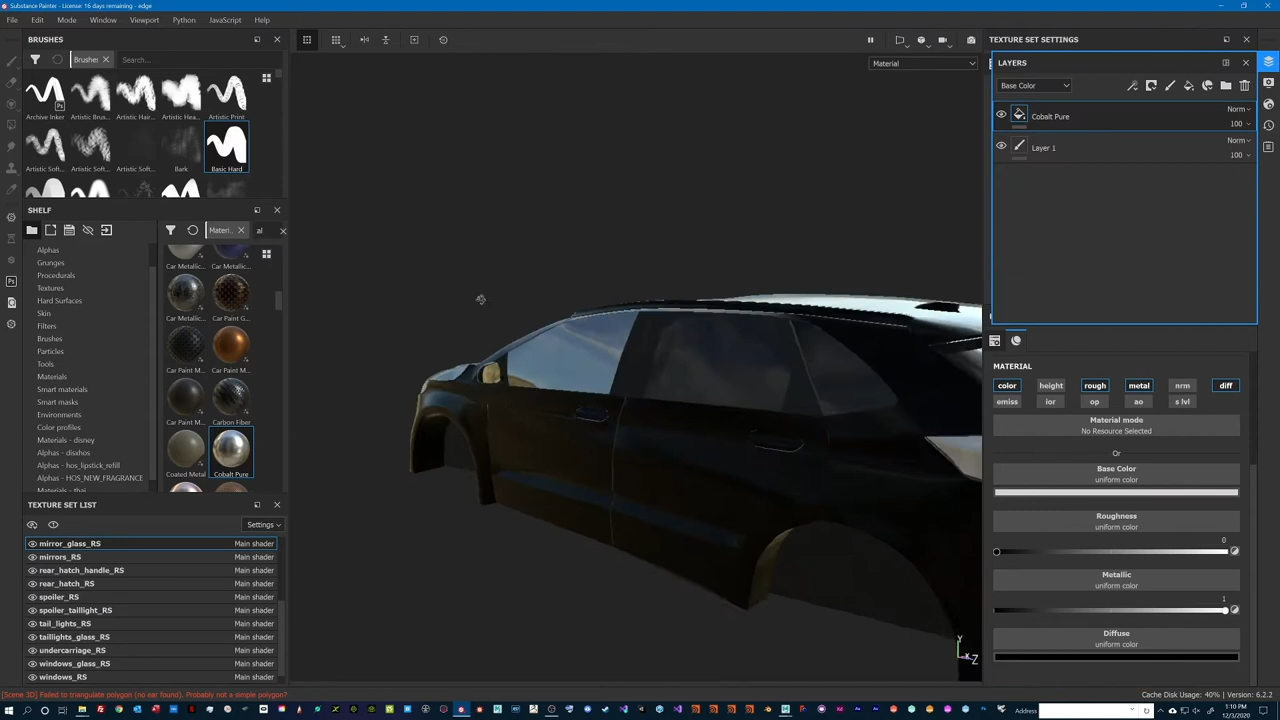 Substance Painter - License: 16 days remaining - edge
File Edit Mode Window Viewport Python JavaScript Help
BRUSHES
Brushes Search...
Archive Inker Artistic Brus... Artistic Hair... Artistic Hea... Artistic Print
Artistic Soft... Artistic Soft... Artistic Soft... Bark Basic Hard
SHELF
Materi... al
Alphas
Grunges
Procedurals
Textures
Hard Surfaces
Skin
Filters
Brushes
Particles
Tools
Materials
Smart materials
Smart masks
Environments
Color profiles
Materials - disney
Alphas - disxhos
Alphas - hos_lipstick_refill
Alphas - HOS_NEW_FRAGRANCE
Materials - thai
Car Metallic... Car Metallic...
Car Metallic... Car Paint G...
Car Paint M... Car Paint M...
Car Paint M... Carbon Fiber
Coated Metal Cobalt Pure
TEXTURE SET LIST
Settings
mirror_glass_RS Main shader
mirrors_RS Main shader
rear_hatch_handle_RS Main shader
rear_hatch_RS Main shader
spoiler_RS Main shader
spoiler_taillight_RS Main shader
tail_lights_RS Main shader
taillights_glass_RS Main shader
undercarriage_RS Main shader
windows_glass_RS Main shader
windows_RS Main shader
Material
Y
X
Z
TEXTURE SET SETTINGS
LAYERS
Base Color
Cobalt Pure Norm
100
Layer 1 Norm
100
MATERIAL
color height rough metal nrm diff
emiss ior op ao s lvl
Material mode
No Resource Selected
Or
Base Color
uniform color
Roughness
uniform color
0
Metallic
uniform color
1
Diffuse
uniform color
[Scene 3D] Failed to triangulate polygon (no ear found). Probably not a simple polygon?
Cache Disk Usage: 40% | Version: 6.2.2
Address
1:10 PM
12/3/2020